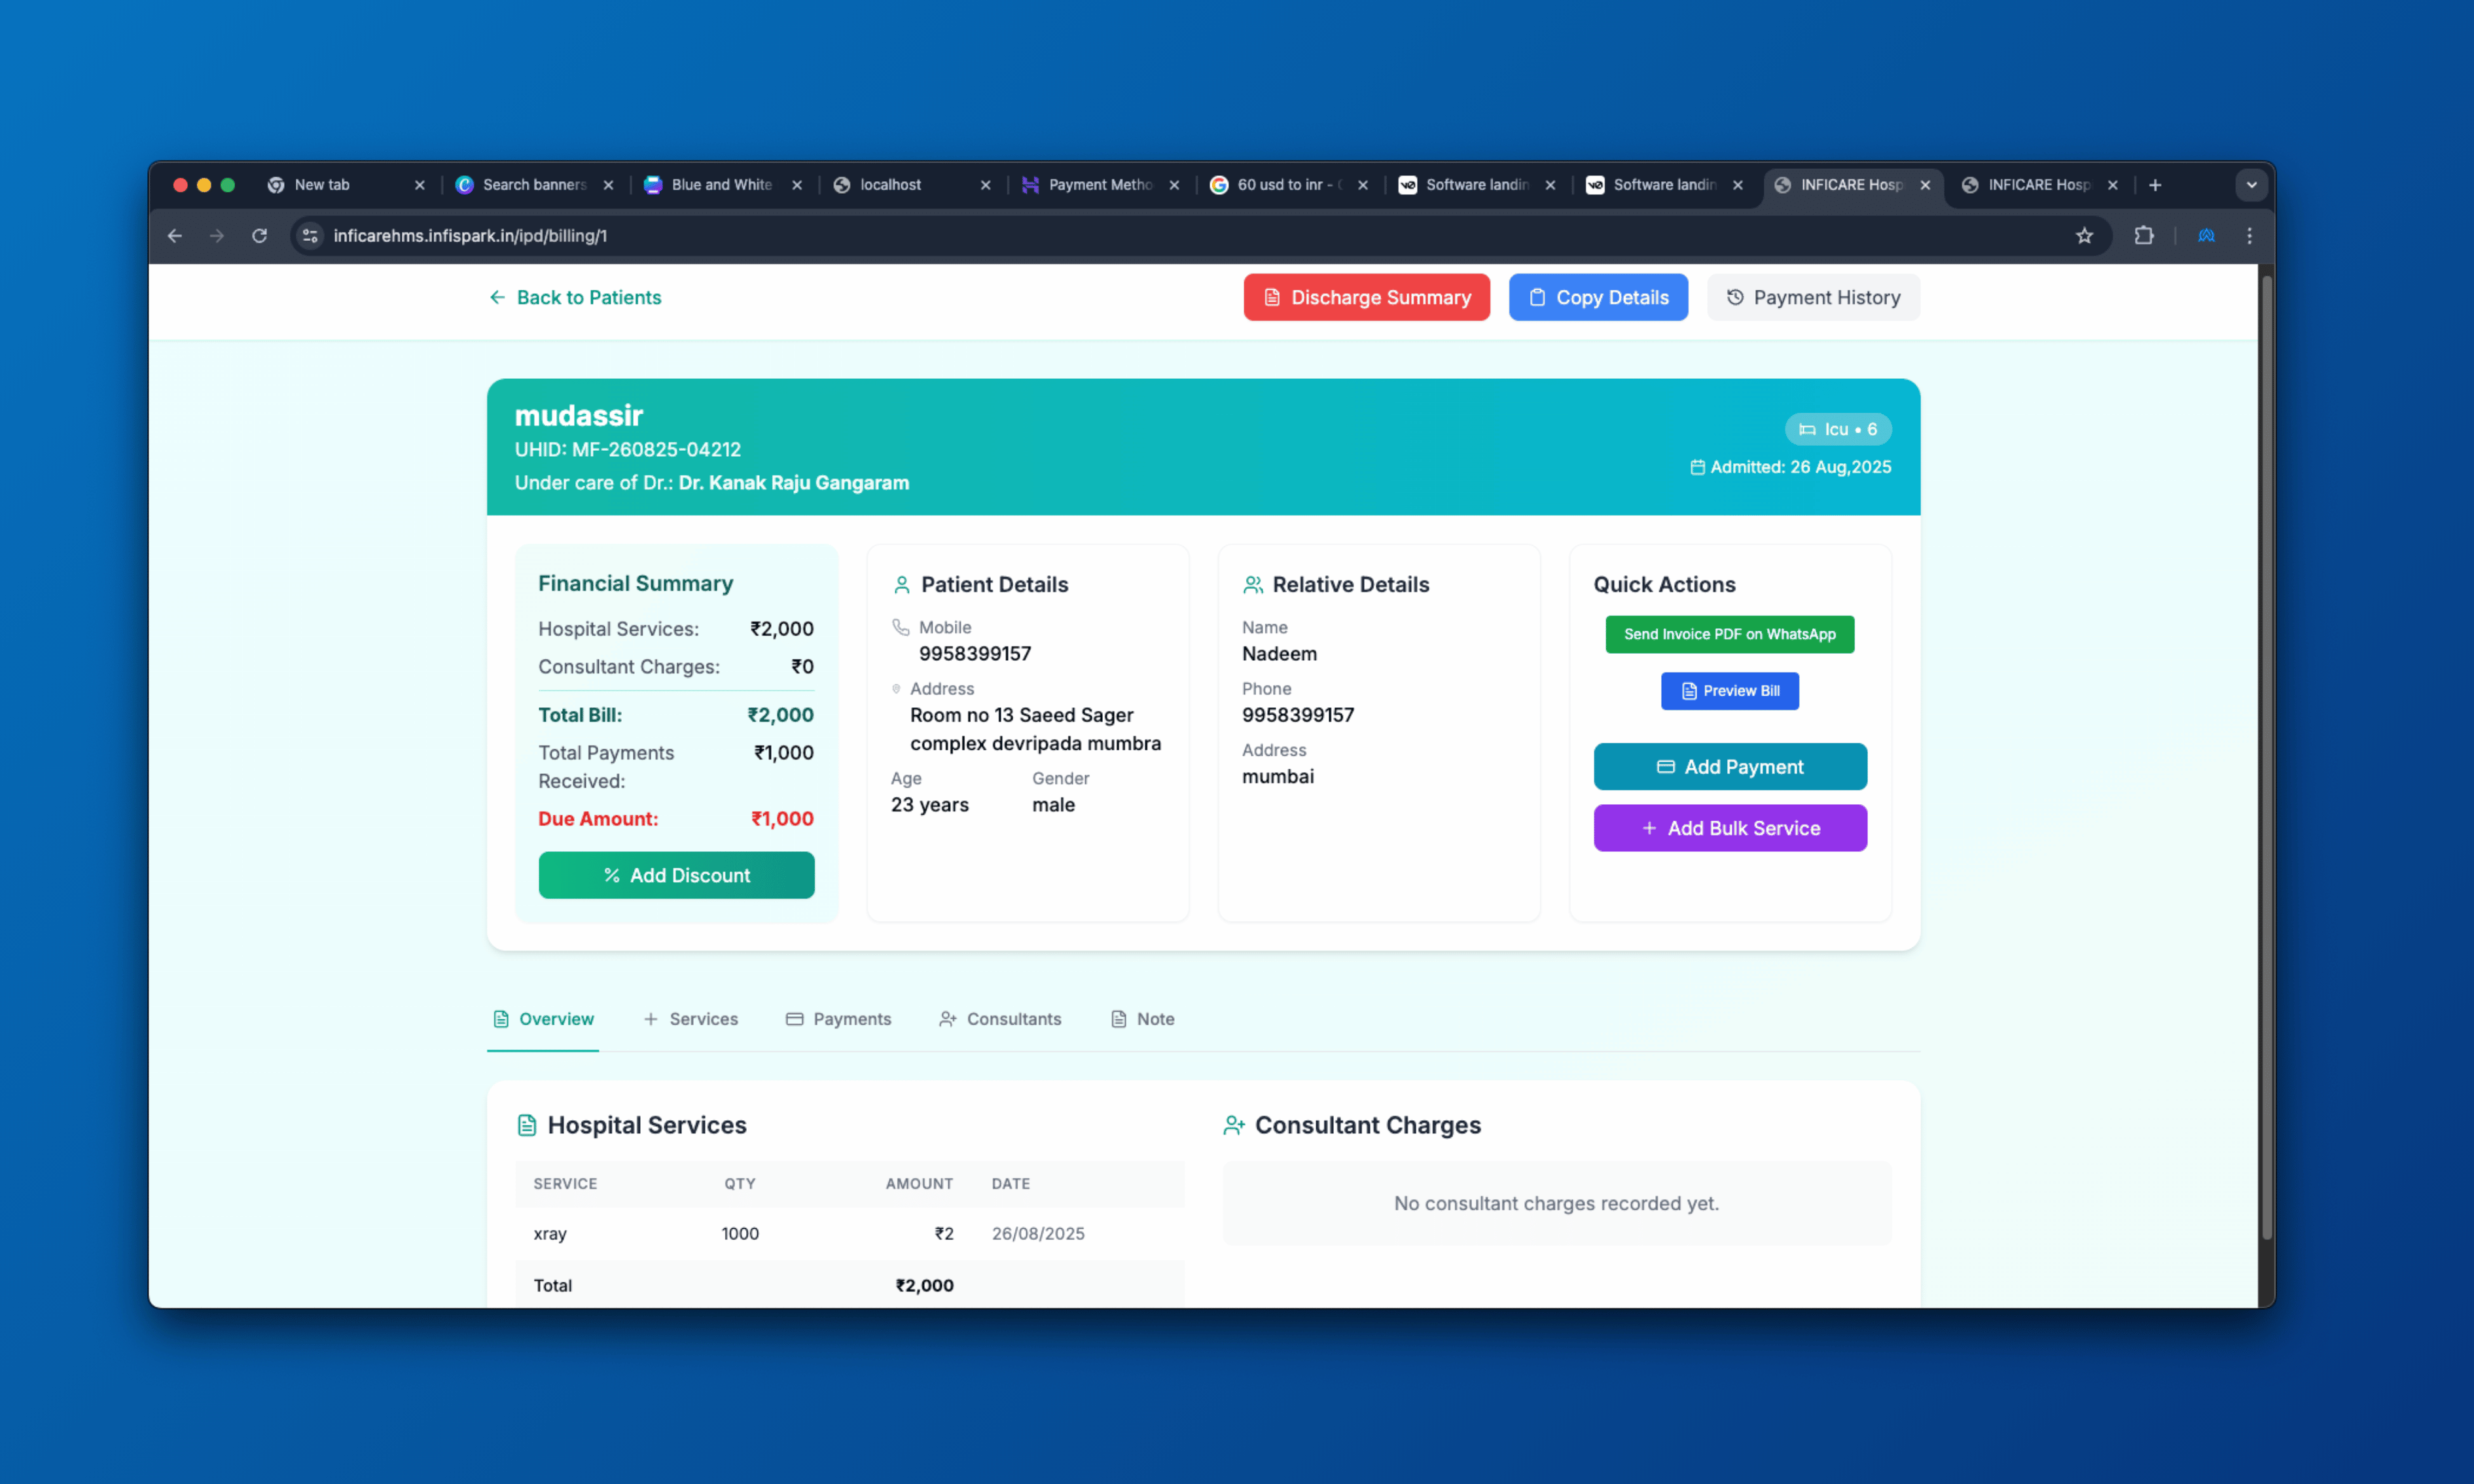 New tab
Search banners
Blue and White
localhost
Payment Metho
60 usd to inr -
Software landin
Software landin
INFICARE Hosp
INFICARE Hosp
inficarehms.infispark.in/ipd/billing/1
Back to Patients
Discharge Summary
Copy Details
Payment History
mudassir
UHID: MF-260825-04212
Under care of Dr.: Dr. Kanak Raju Gangaram
Icu • 6
Admitted: 26 Aug,2025
Financial Summary
Hospital Services: ₹2,000
Consultant Charges: ₹0
Total Bill: ₹2,000
Total Payments ₹1,000
Received:
Due Amount: ₹1,000
% Add Discount
Patient Details
Mobile
9958399157
Address
Room no 13 Saeed Sager
complex devripada mumbra
Age Gender
23 years male
Relative Details
Name
Nadeem
Phone
9958399157
Address
mumbai
Quick Actions
Send Invoice PDF on WhatsApp
Preview Bill
Add Payment
+ Add Bulk Service
Overview
+ Services
Payments
Consultants
Note
Hospital Services
SERVICE QTY AMOUNT DATE
xray 1000 ₹2 26/08/2025
Total ₹2,000
Consultant Charges
No consultant charges recorded yet.